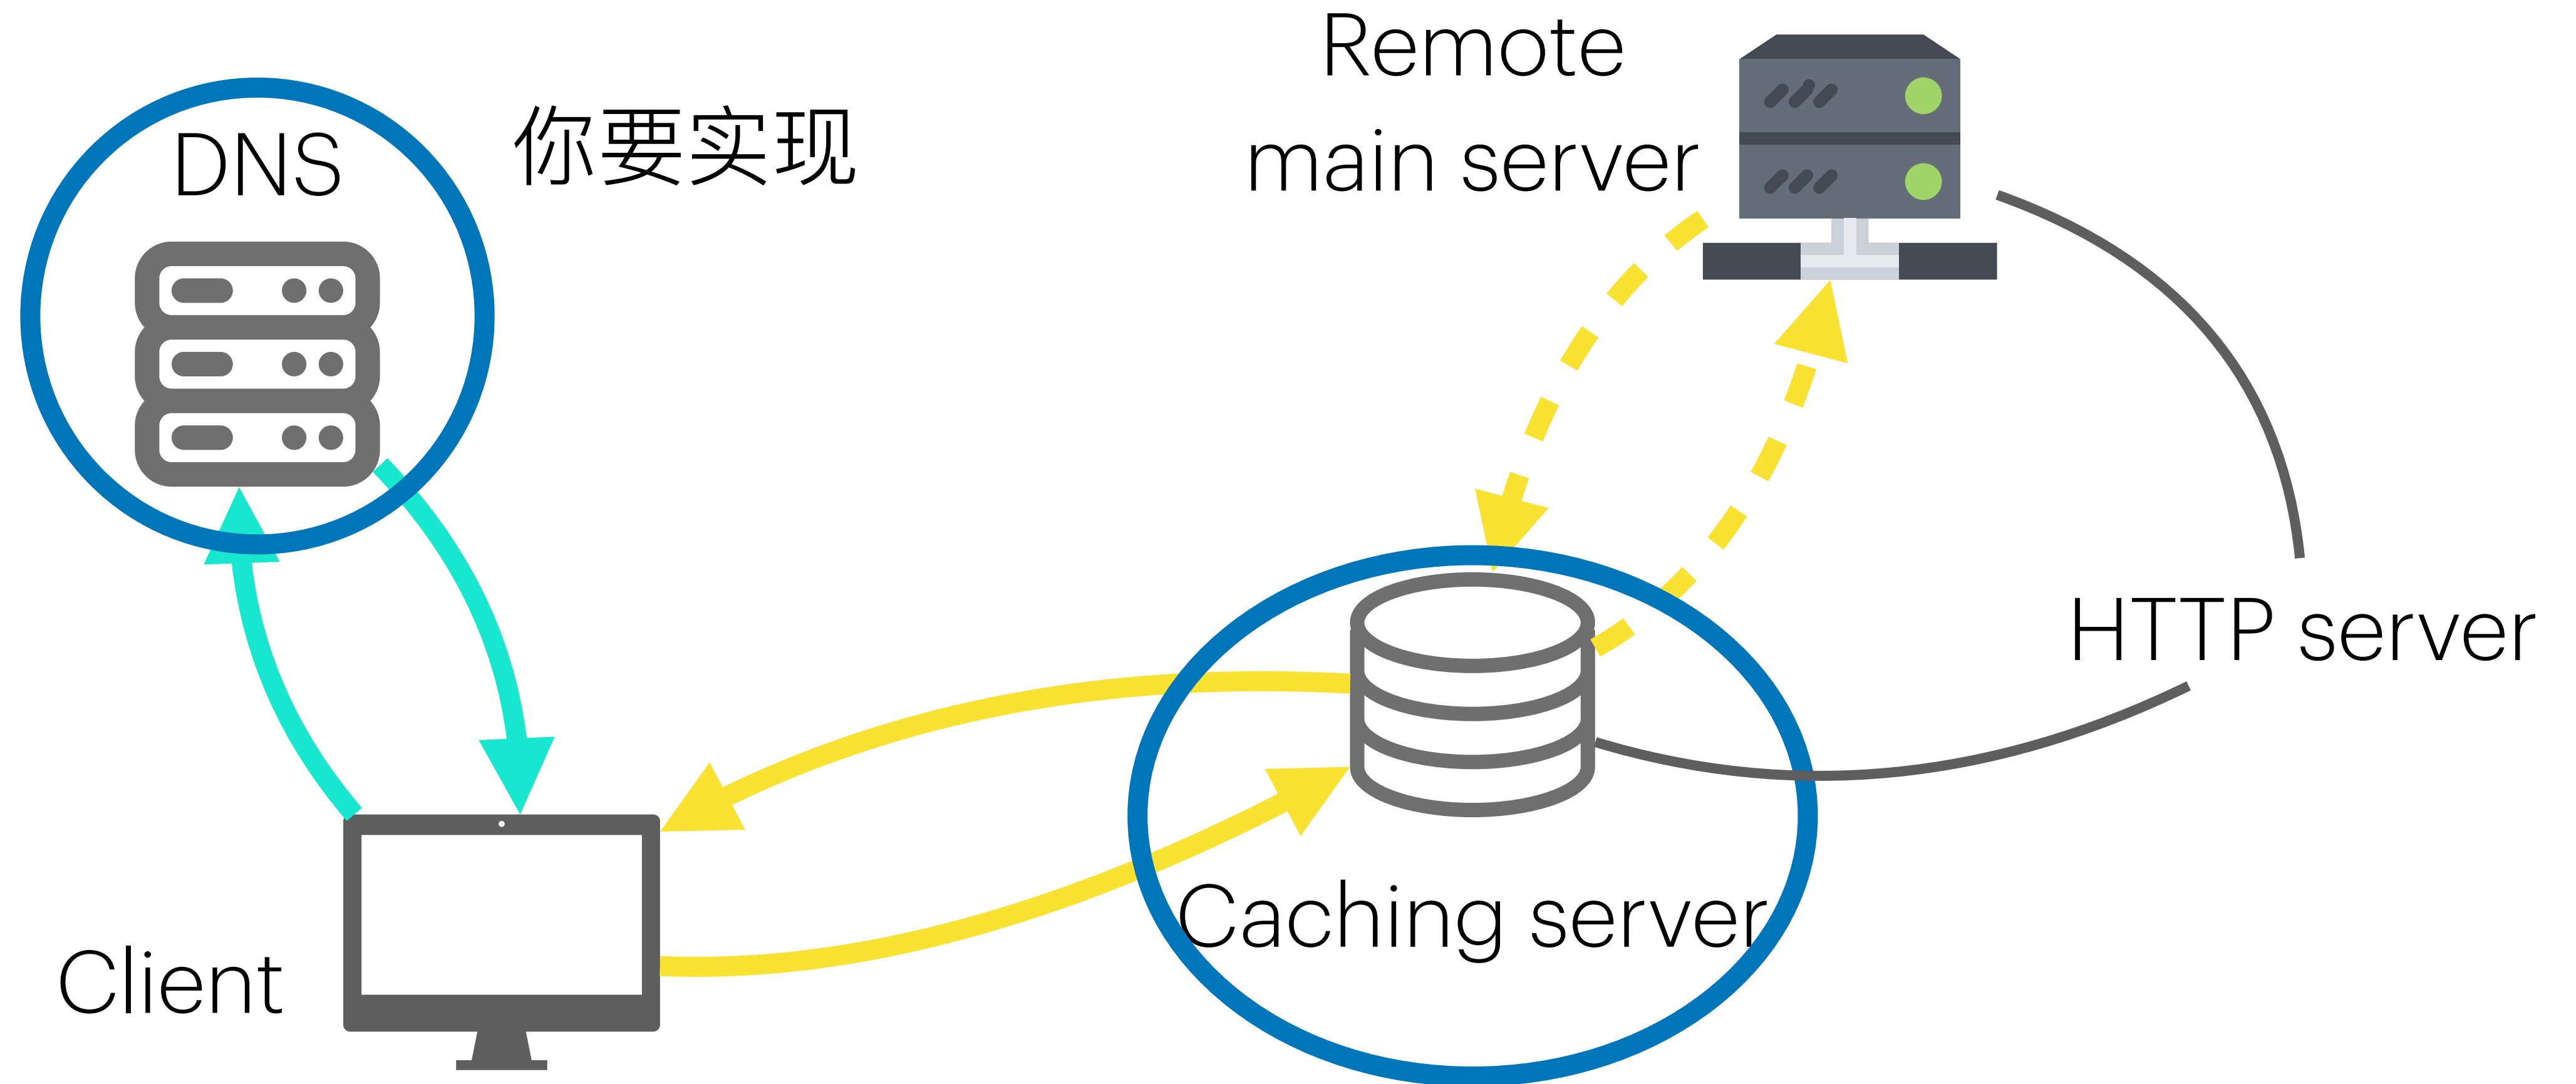 DNS
你要实现
Remote
main server
HTTP server
Caching server
Client